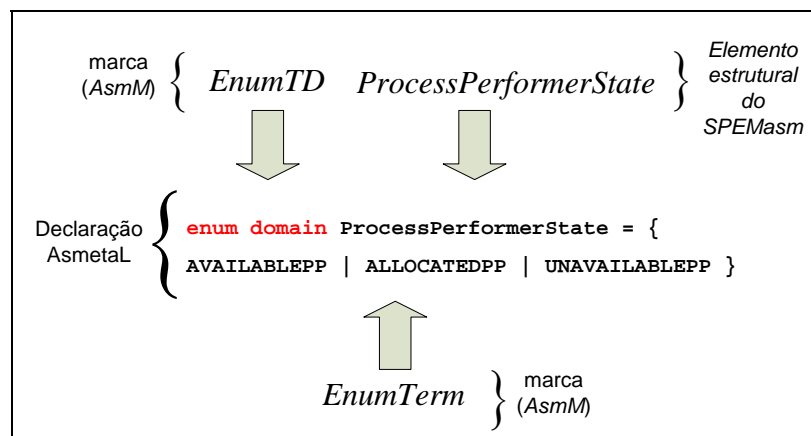 marca
(AsmM)
EnumTD
ProcessPerformerState
Elemento
estrutural
do
SPEMasm
Declaração
AsmetaL
enum domain ProcessPerformerState = {
AVAILABLEPP | ALLOCATEDPP | UNAVAILABLEPP }
EnumTerm
marca
(AsmM)